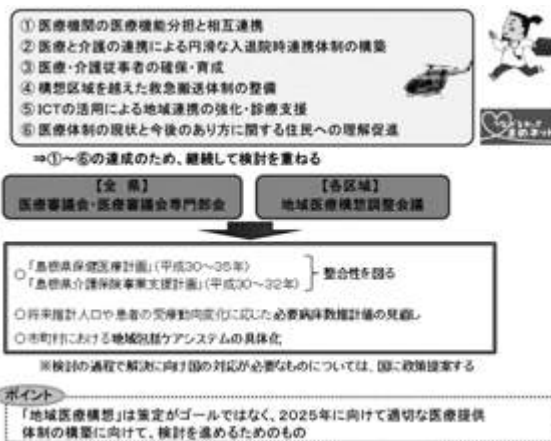 ① 医療機関の医療機能分担と相互連携
② 医療と介護の連携による円滑な入退院時連携体制の構築
③ 医療・介護従事者の確保・育成
④ 構想区域を越えた救急搬送体制の整備
⑤ ICTの活用による地域連携の強化・診療支援
⑥ 医療体制の現状と今後のあり方に関する住民への理解促進
⇒①～⑥の達成のため、継続して検討を重ねる
【全 県】
医療審議会・医療審議会専門部会
【各区域】
地域医療構想調整会議
○「島根県保健医療計画」(平成30～35年)
「島根県介護保険事業支援計画」(平成30～32年)
整合性を図る
○将来推計人口や患者の受療動向変化に応じた必要病床数推計値の見直し
○市町村における地域包括ケアシステムの具体化
※検討の過程で解決に向け国の対応が必要なものについては、国に政策提案する
ポイント
「地域医療構想」は策定がゴールではなく、2025年に向けて適切な医療提供
体制の構築に向けて、検討を進めるためのもの